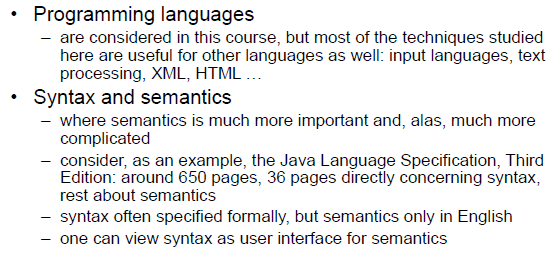 • Programming languages
– are considered in this course, but most of the techniques studied
here are useful for other languages as well: input languages, text
processing, XML, HTML …
• Syntax and semantics
– where semantics is much more important and, alas, much more
complicated
– consider, as an example, the Java Language Specification, Third
Edition: around 650 pages, 36 pages directly concerning syntax,
rest about semantics
– syntax often specified formally, but semantics only in English
– one can view syntax as user interface for semantics